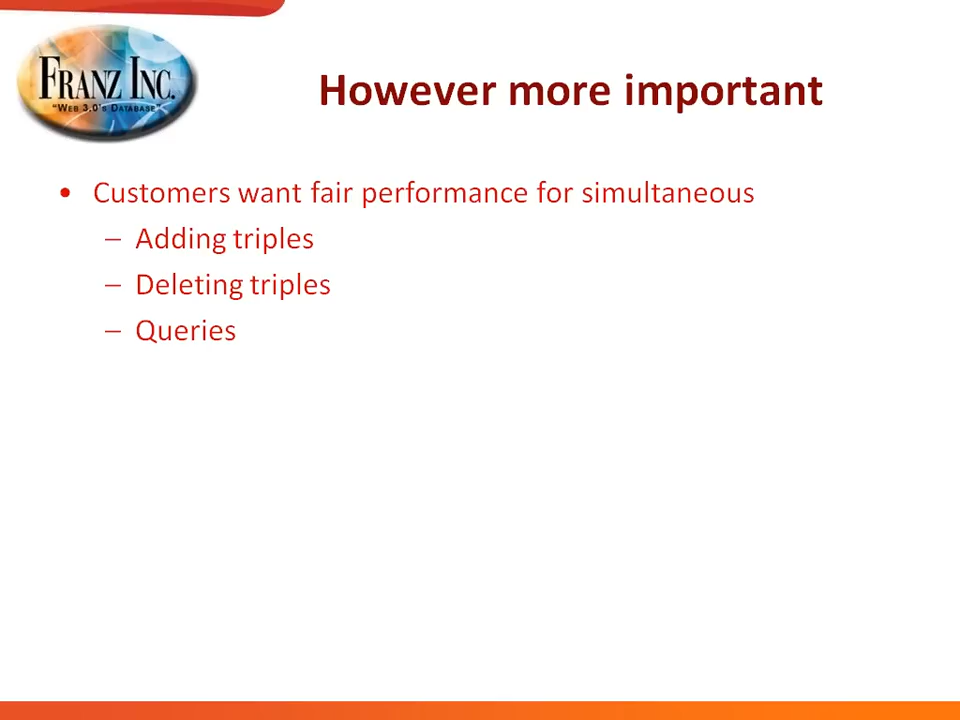 FRANZ INC.
"WEB 3.0'S DATABASE"
However more important
• Customers want fair performance for simultaneous
– Adding triples
– Deleting triples
– Queries